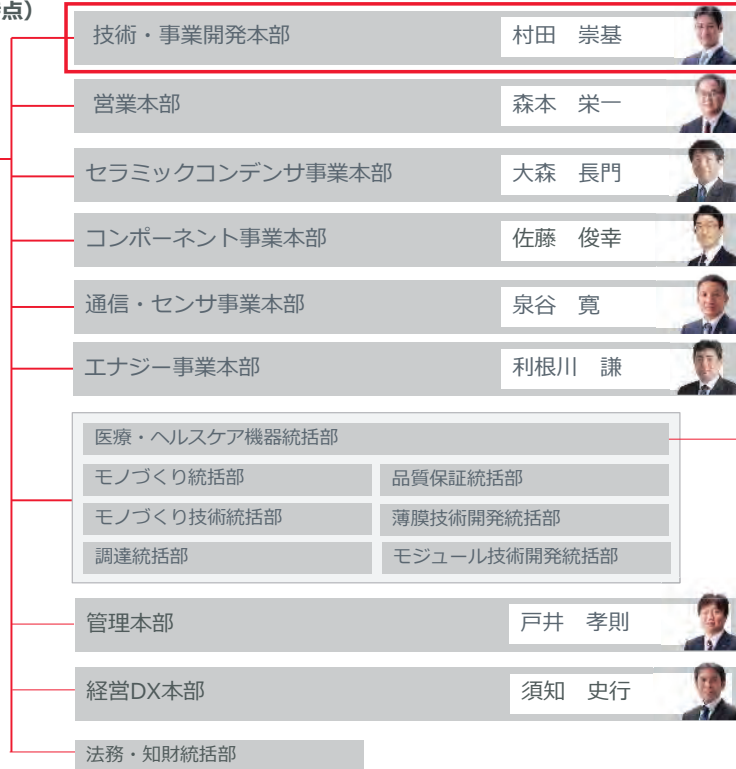 点）
技術・事業開発本部 村田 崇基
営業本部 森本 栄一
セラミックコンデンサ事業本部 大森 長門
コンポーネント事業本部 佐藤 俊幸
通信・センサ事業本部 泉谷 寛
エナジー事業本部 利根川 謙
医療・ヘルスケア機器統括部
モノづくり統括部 品質保証統括部
モノづくり技術統括部 薄膜技術開発統括部
調達統括部 モジュール技術開発統括部
管理本部 戸井 孝則
経営DX本部 須知 史行
法務・知財統括部